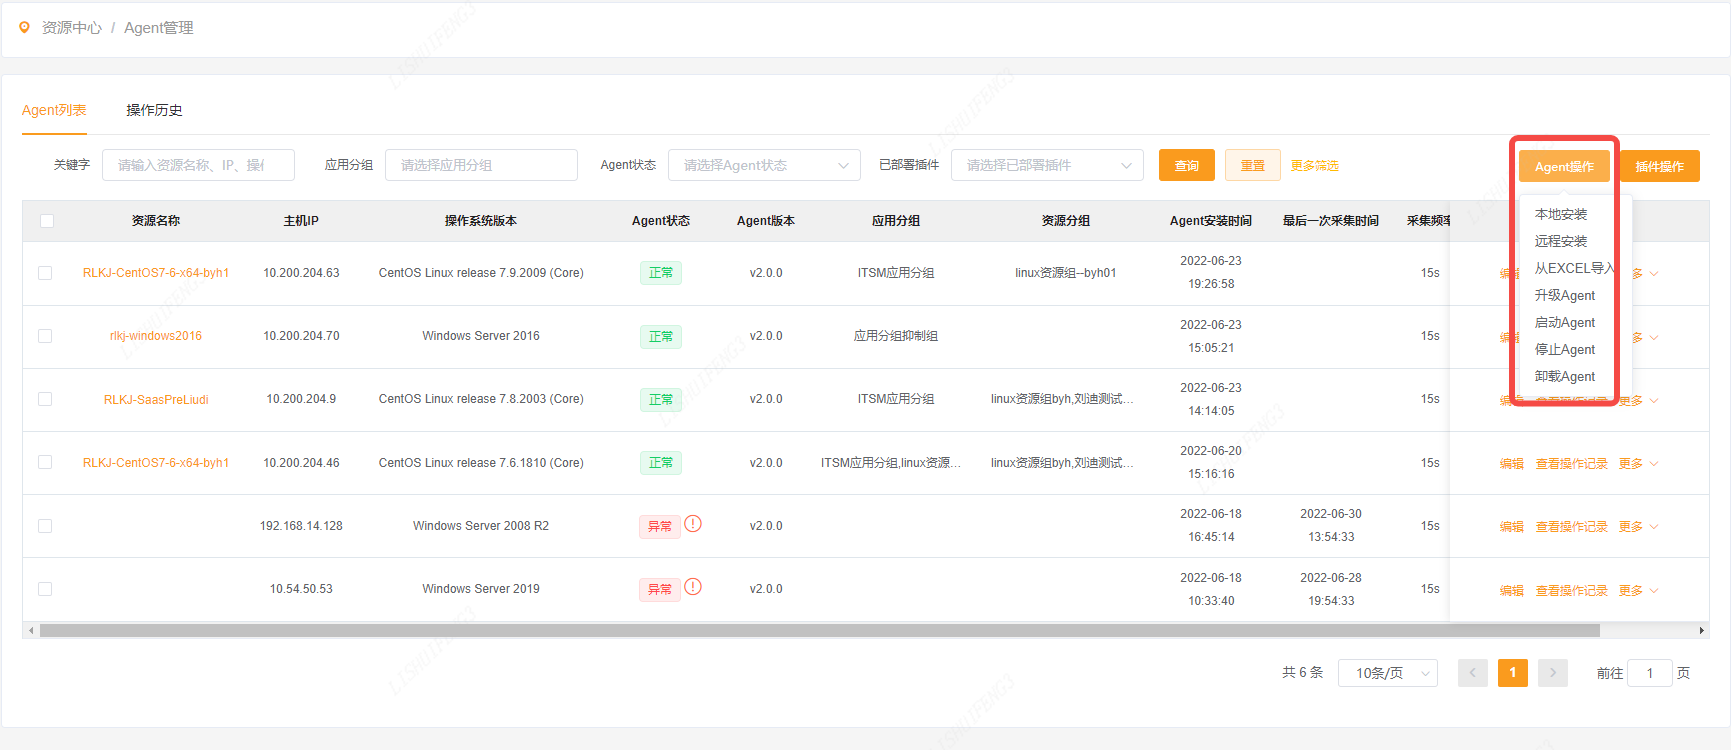 资源中心 / Agent管理
Agent列表 操作历史
关键字 请输入资源名称、IP、操作 应用分组 请选择应用分组 Agent状态 请选择Agent状态 已部署插件 请选择已部署插件 查询 重置 更多筛选 Agent操作 插件操作
本地安装
远程安装
从EXCEL导入
升级Agent
启动Agent
停止Agent
卸载Agent
资源名称 主机IP 操作系统版本 Agent状态 Agent版本 应用分组 资源分组 Agent安装时间 最后一次采集时间 采集频率
RLKJ-CentOS7-6-x64-byh1 10.200.204.63 CentOS Linux release 7.9.2009 (Core) 正常 v2.0.0 ITSM应用分组 linux资源组--byh01 2022-06-23 19:26:58 15s 编辑 多
rlkj-windows2016 10.200.204.70 Windows Server 2016 正常 v2.0.0 应用分组抑制组 2022-06-23 15:05:21 15s 编辑 多
RLKJ-SaasPreLiudi 10.200.204.9 CentOS Linux release 7.8.2003 (Core) 正常 v2.0.0 ITSM应用分组 linux资源组byh,刘迪测试... 2022-06-23 14:14:05 15s 编辑 查看操作记录 更多
RLKJ-CentOS7-6-x64-byh1 10.200.204.46 CentOS Linux release 7.6.1810 (Core) 正常 v2.0.0 ITSM应用分组,linux资源... linux资源组byh,刘迪测试... 2022-06-20 15:16:16 15s 编辑 查看操作记录 更多
192.168.14.128 Windows Server 2008 R2 异常 v2.0.0 2022-06-18 16:45:14 2022-06-30 13:54:33 15s 编辑 查看操作记录 更多
10.54.50.53 Windows Server 2019 异常 v2.0.0 2022-06-18 10:33:40 2022-06-28 19:54:33 15s 编辑 查看操作记录 更多
共 6 条 10条/页 1 前往 1 页
LISHUIFENG3